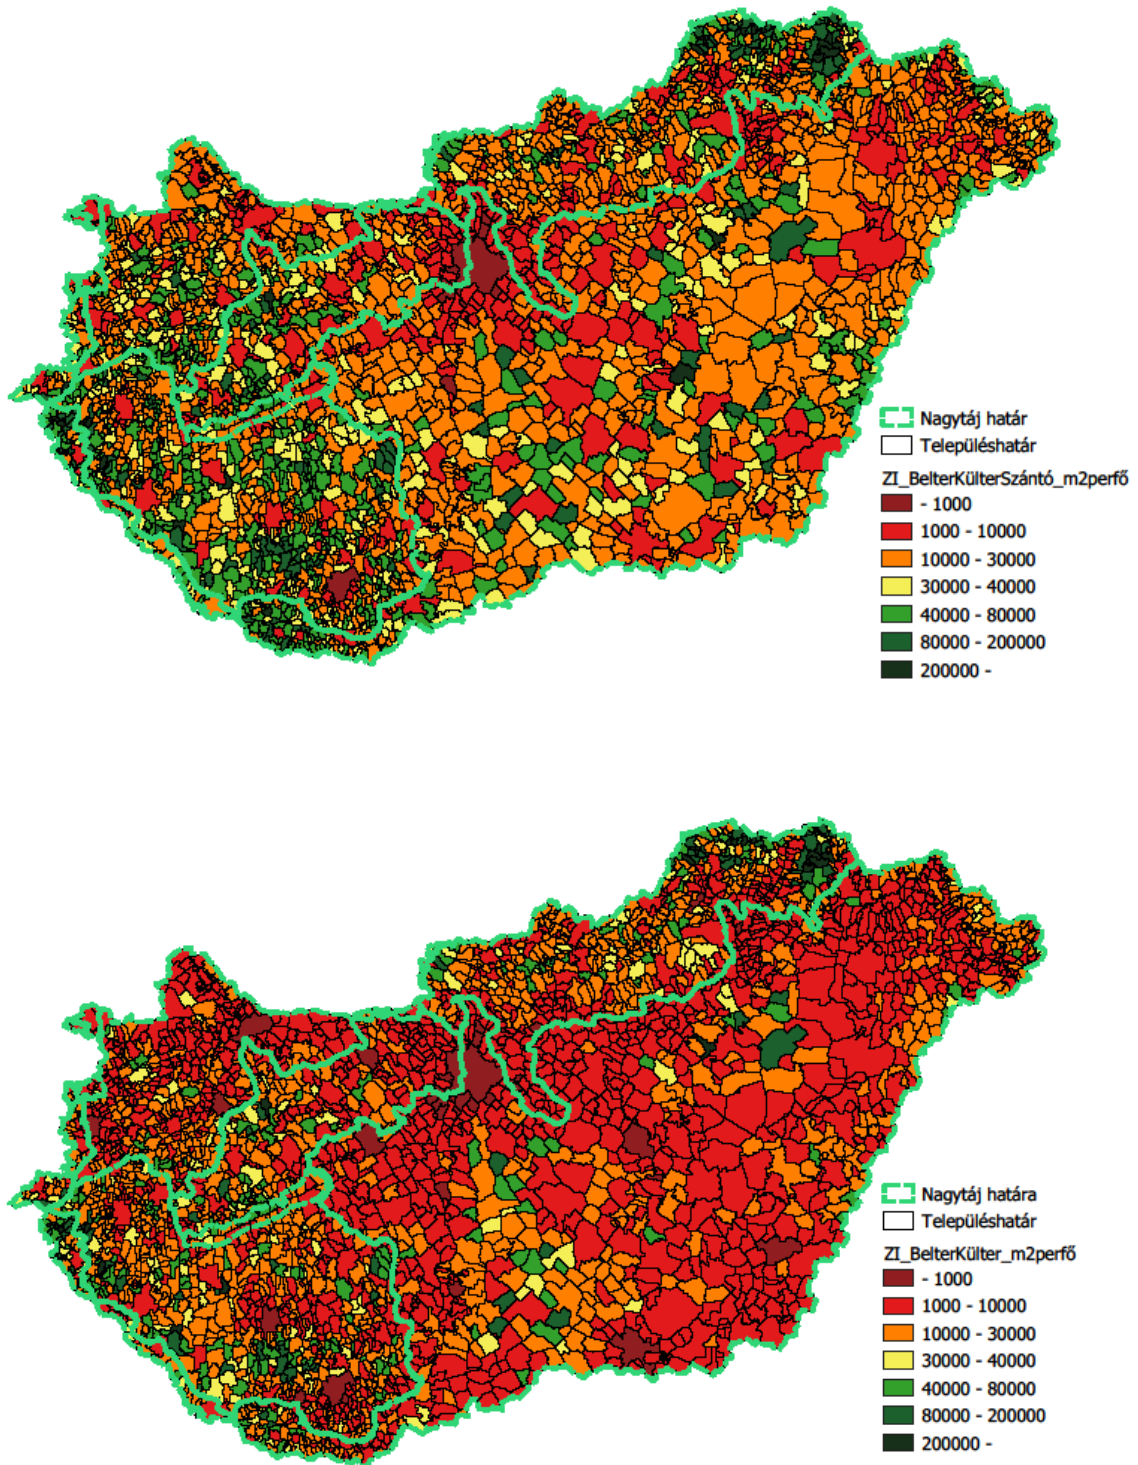 Nagytáj határ
Településhatár
ZI_BelterKülterSzántó_m2perfő
- 1000
1000 - 10000
10000 - 30000
30000 - 40000
40000 - 80000
80000 - 200000
200000 -
Nagytáj határa
Településhatár
ZI_BelterKülter_m2perfő
- 1000
1000 - 10000
10000 - 30000
30000 - 40000
40000 - 80000
80000 - 200000
200000 -